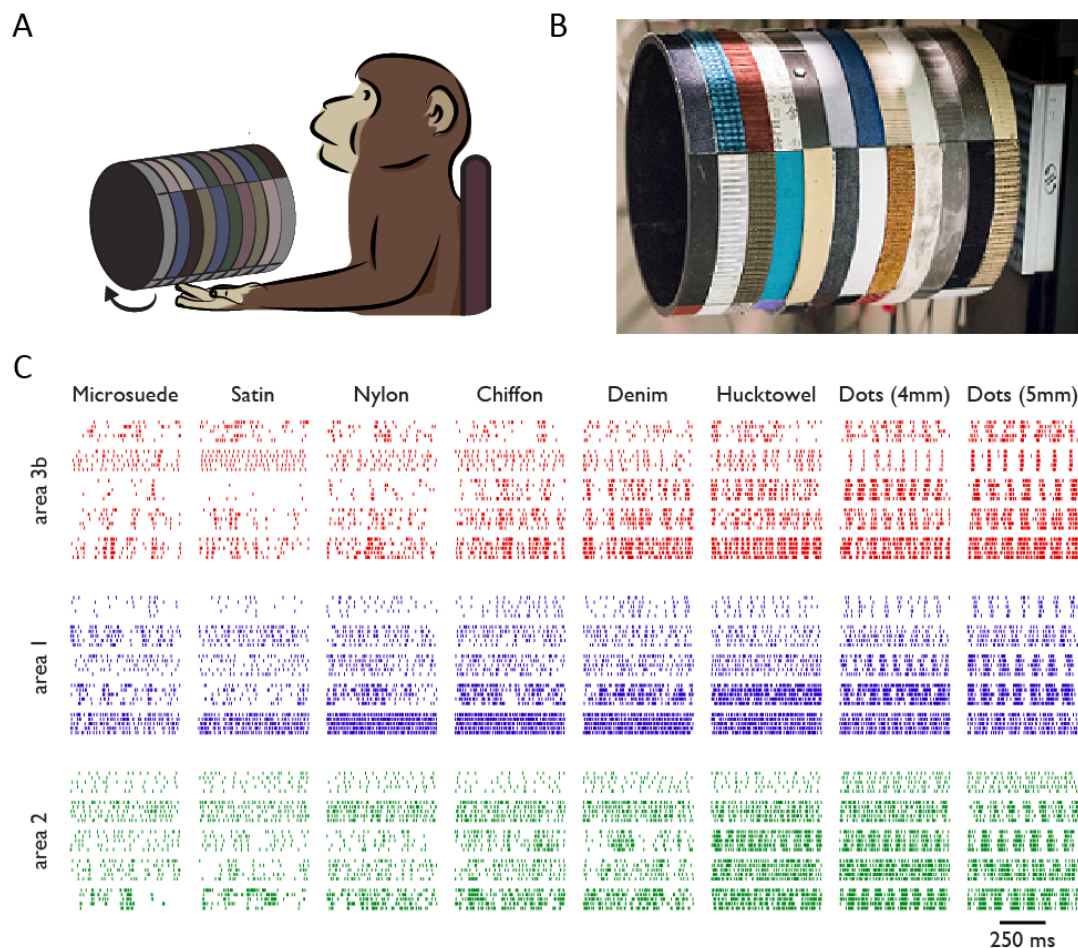 A
B
C
Microsuede Satin Nylon Chiffon Denim Hucktowel Dots (4mm) Dots (5mm)
area 3b
area 1
area 2
250 ms